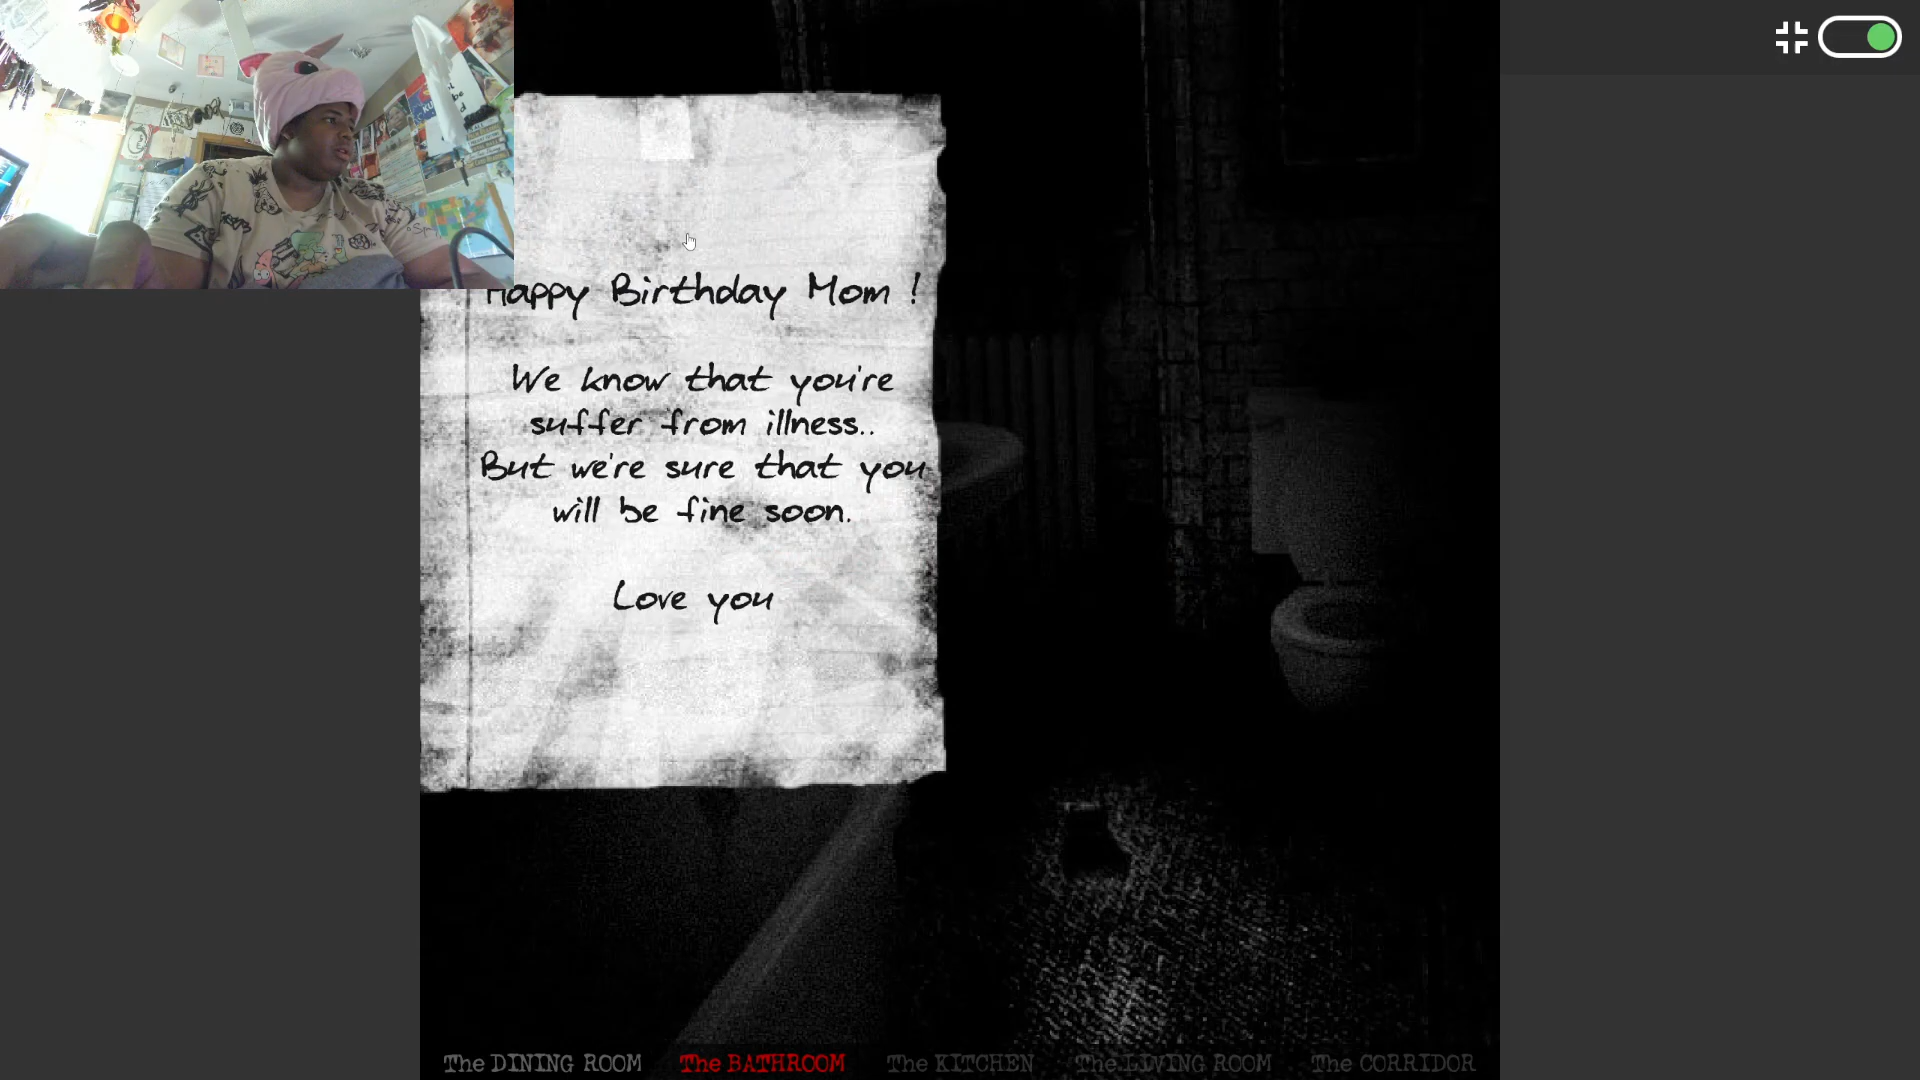 Happy Birthday Mom !
We know that you're
suffer from illness..
But we're sure that you
will be fine soon.
Love you
The DINING ROOM
The BATHROOM
The KITCHEN
The LIVING ROOM
The CORRIDOR